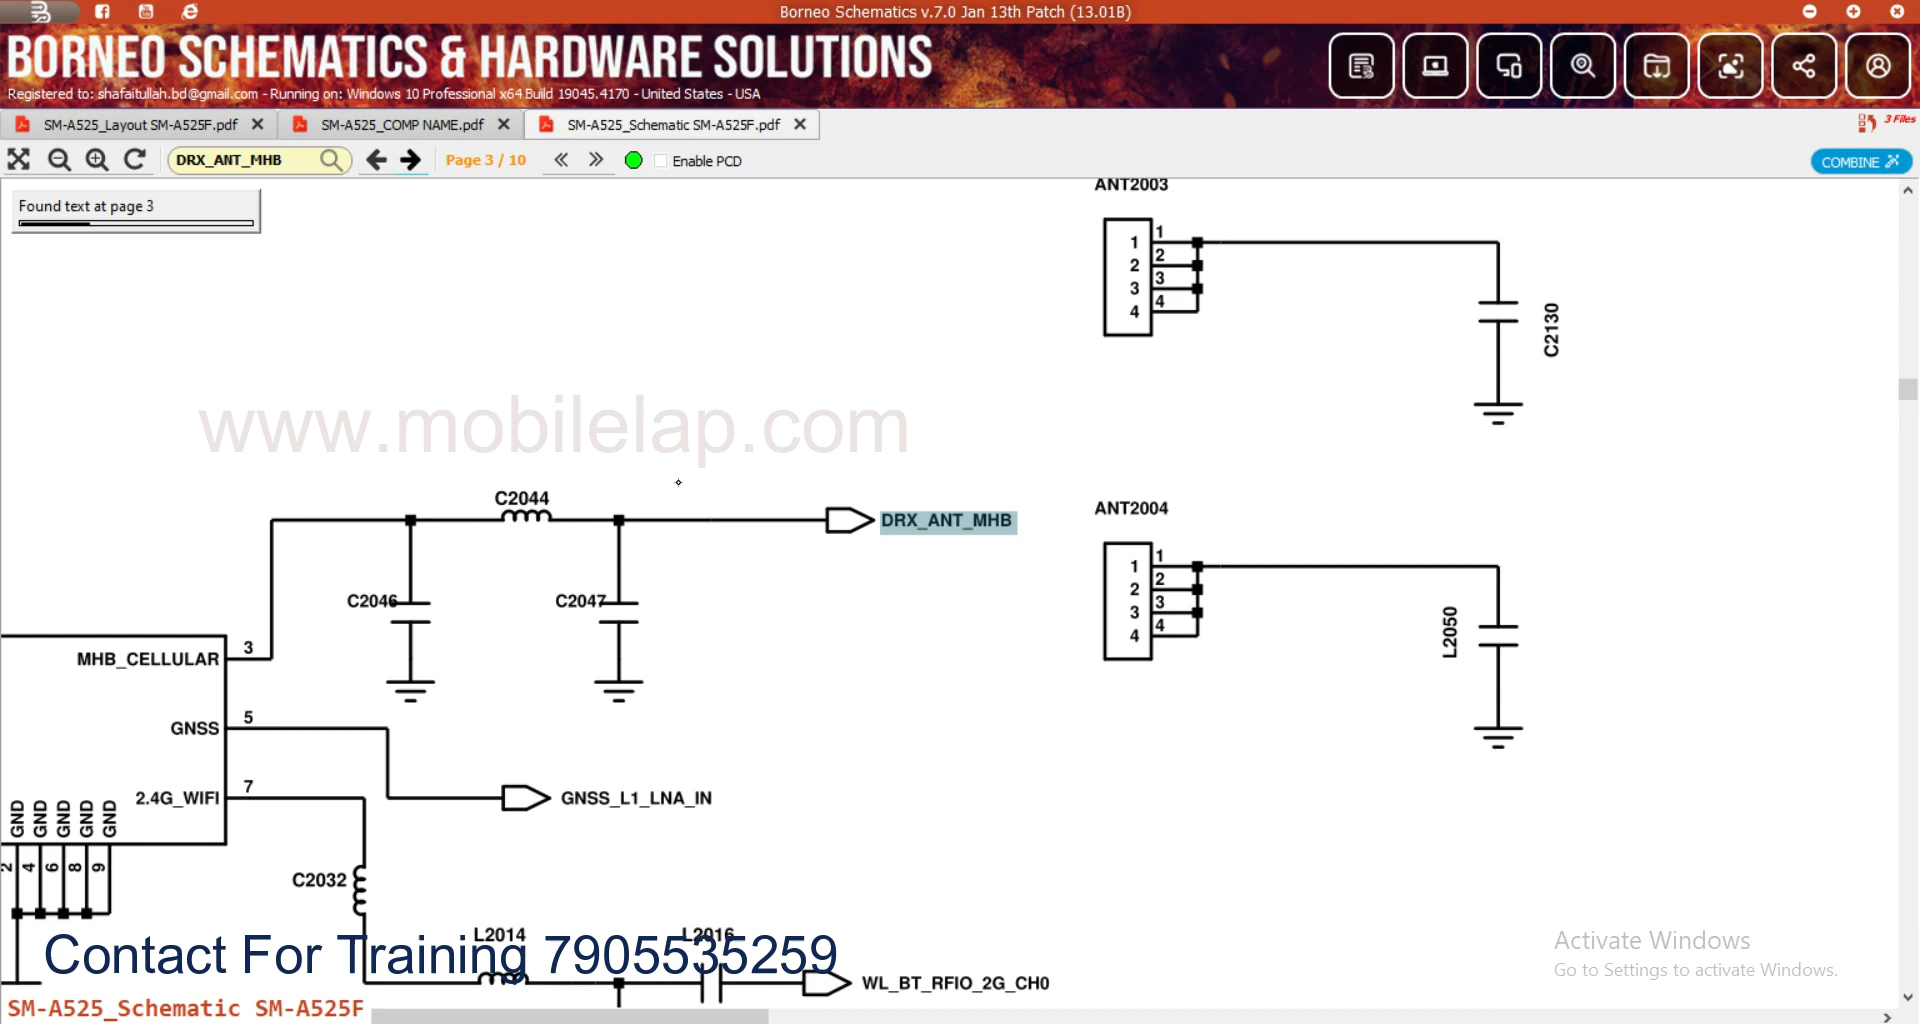 Borneo Schematics v.7.0 Jan 13th Patch (13.01B)
BORNEO SCHEMATICS & HARDWARE SOLUTIONS
Registered to: shafaitullah.bd@gmail.com - Running on: Windows 10 Professional x64 Build 19045.4170 - United States - USA
SM-A525_Layout SM-A525F.pdf
SM-A525_COMP NAME.pdf
SM-A525_Schematic SM-A525F.pdf
3 Files
DRX_ANT_MHB
Page 3 / 10
Enable PCD
COMBINE
Found text at page 3
ANT2003
1 1
2 2
3 3
4 4
C2130
www.mobilelap.com
C2044
DRX_ANT_MHB
C2046
C2047
ANT2004
1 1
2 2
3 3
4 4
L2050
MHB_CELLULAR 3
GNSS 5
GNSS_L1_LNA_IN
2.4G_WIFI 7
GND GND GND GND GND
2 4 6 8 9
C2032
L2014
L2016
WL_BT_RFIO_2G_CH0
Contact For Training 7905535259
Activate Windows
Go to Settings to activate Windows.
SM-A525_Schematic SM-A525F